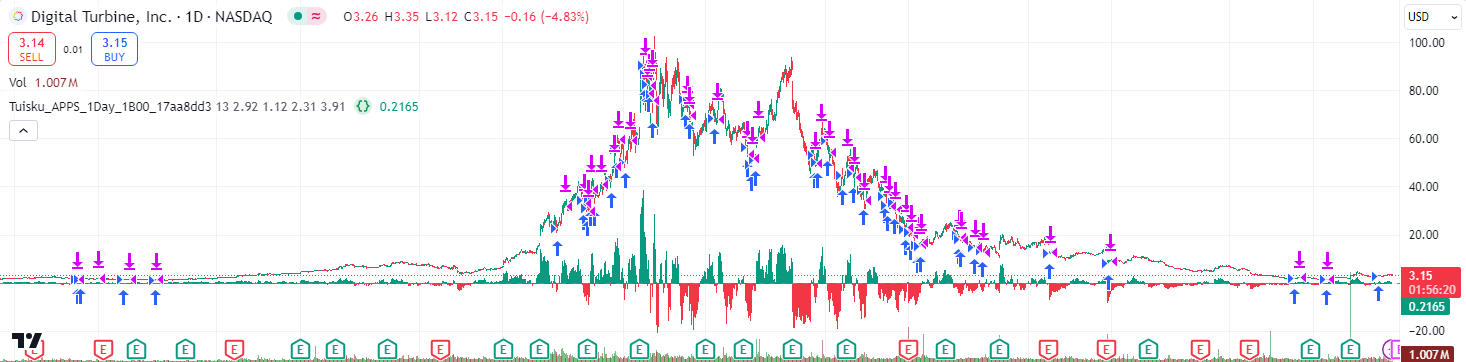 Digital Turbine, Inc. · 1D · NASDAQ ≈ O3.26 H3.35 L3.12 C3.15 −0.16 (−4.83%)
USD
3.14
SELL
0.01
3.15
BUY
Vol 1.007 M
Tuisku_APPS_1Day_1B00_17aa8dd3 13 2.92 1.12 2.31 3.91 {} 0.2165
100.00
80.00
60.00
40.00
20.00
3.15
01:56:20
0.2165
−20.00
1.007 M
E E E E E E E E E E E E E E E E E E E E E E E E E E E E